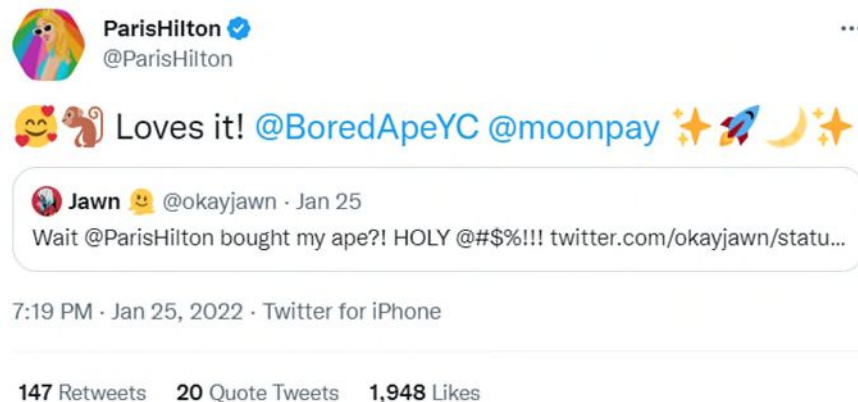 ParisHilton
@ParisHilton
🥰🐒 Loves it! @BoredApeYC @moonpay ✨🚀🌙✨
Jawn 🫠 @okayjawn · Jan 25
Wait @ParisHilton bought my ape?! HOLY @#$%!!! twitter.com/okayjawn/statu...
7:19 PM · Jan 25, 2022 · Twitter for iPhone
147 Retweets 20 Quote Tweets 1,948 Likes